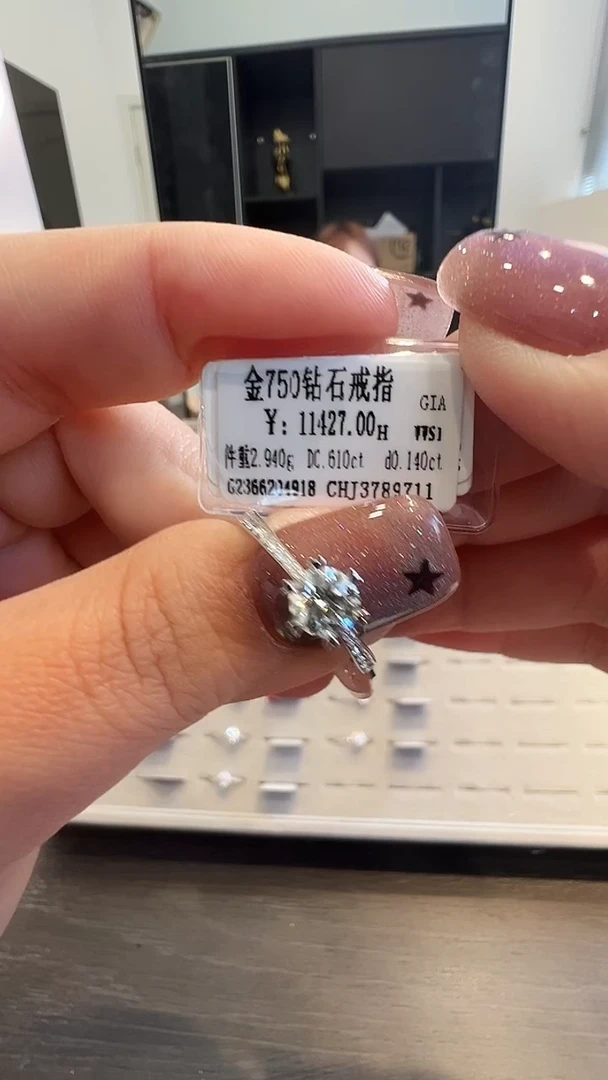 金750钻石戒指
GIA
¥: 11427.00H VVS1
件重2.940g DC.610ct d0.140ct
G2366204918 CHJ3789711